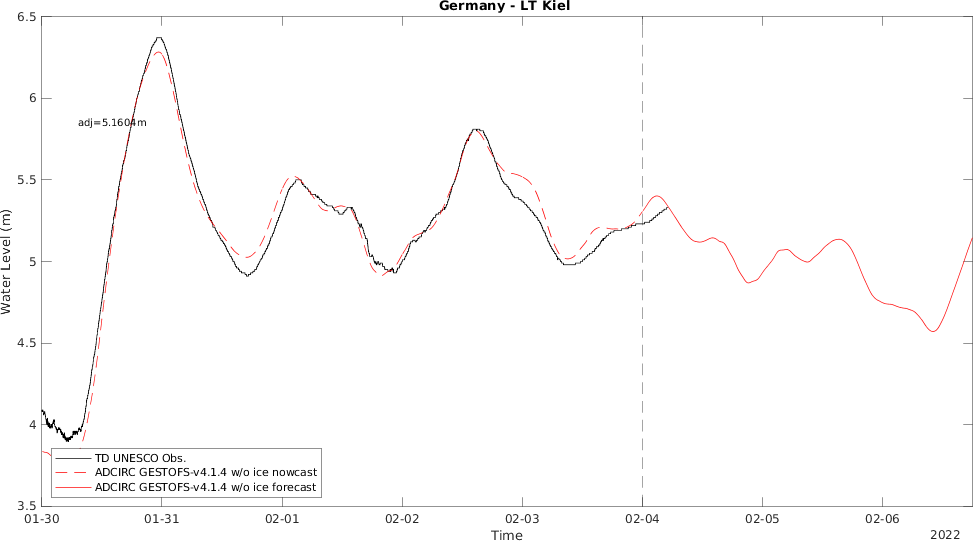 Germany - LT Kiel
6.5
6
5.5
5
4.5
4
3.5
Water Level (m)
adj=5.1604m
TD UNESCO Obs.
ADCIRC GESTOFS-v4.1.4 w/o ice nowcast
ADCIRC GESTOFS-v4.1.4 w/o ice forecast
01-30 01-31 02-01 02-02 02-03 02-04 02-05 02-06
Time
2022